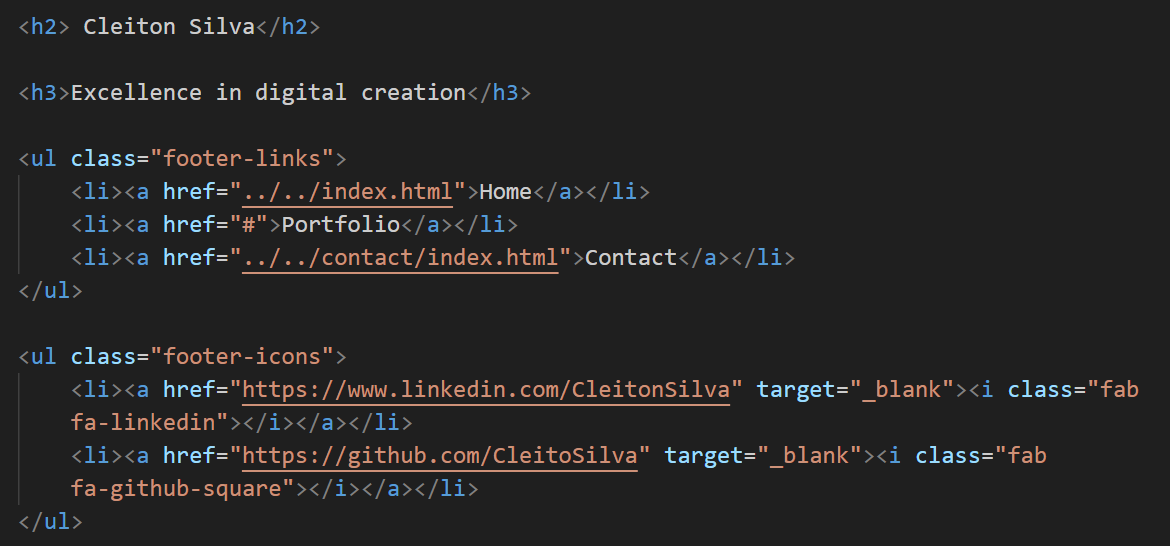 <h2> Cleiton Silva</h2>
<h3>Excellence in digital creation</h3>
<ul class="footer-links">
<li><a href="../../index.html">Home</a></li>
<li><a href="#">Portfolio</a></li>
<li><a href="../../contact/index.html">Contact</a></li>
</ul>
<ul class="footer-icons">
<li><a href="https://www.linkedin.com/CleitonSilva" target="_blank"><i class="fab
fa-linkedin"></i></a></li>
<li><a href="https://github.com/CleitoSilva" target="_blank"><i class="fab
fa-github-square"></i></a></li>
</ul>